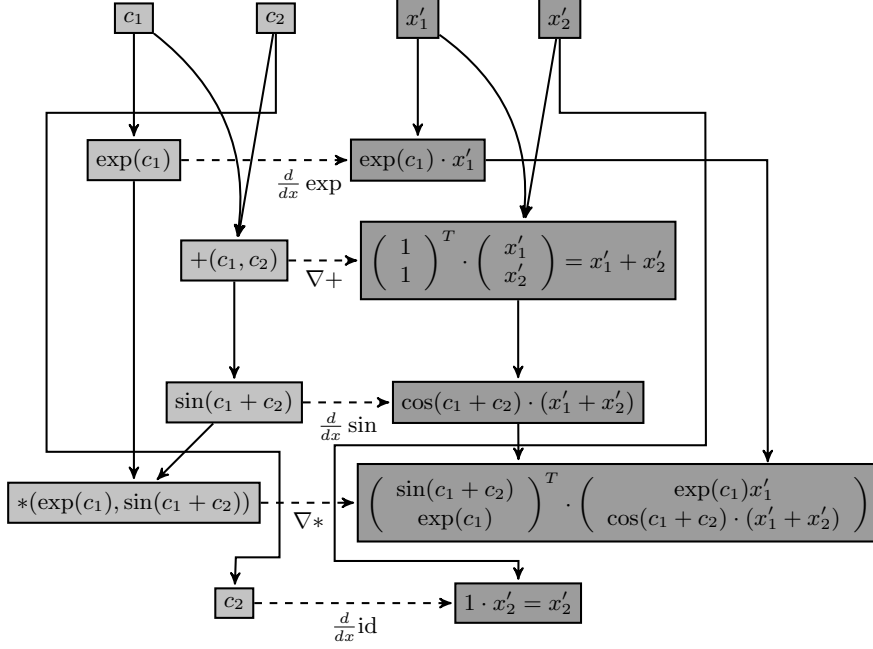 c₁ c₂ x′₁ x′₂
exp(c₁) exp(c₁) · x′₁
d/dx exp
+(c₁, c₂) ( 1 1 )ᵀ · ( x′₁ x′₂ ) = x′₁ + x′₂
∇+
sin(c₁ + c₂) cos(c₁ + c₂) · (x′₁ + x′₂)
d/dx sin
∗(exp(c₁), sin(c₁ + c₂)) ( sin(c₁ + c₂) exp(c₁) )ᵀ · ( exp(c₁)x′₁ cos(c₁ + c₂) · (x′₁ + x′₂) )
∇∗
c₂ 1 · x′₂ = x′₂
d/dx id